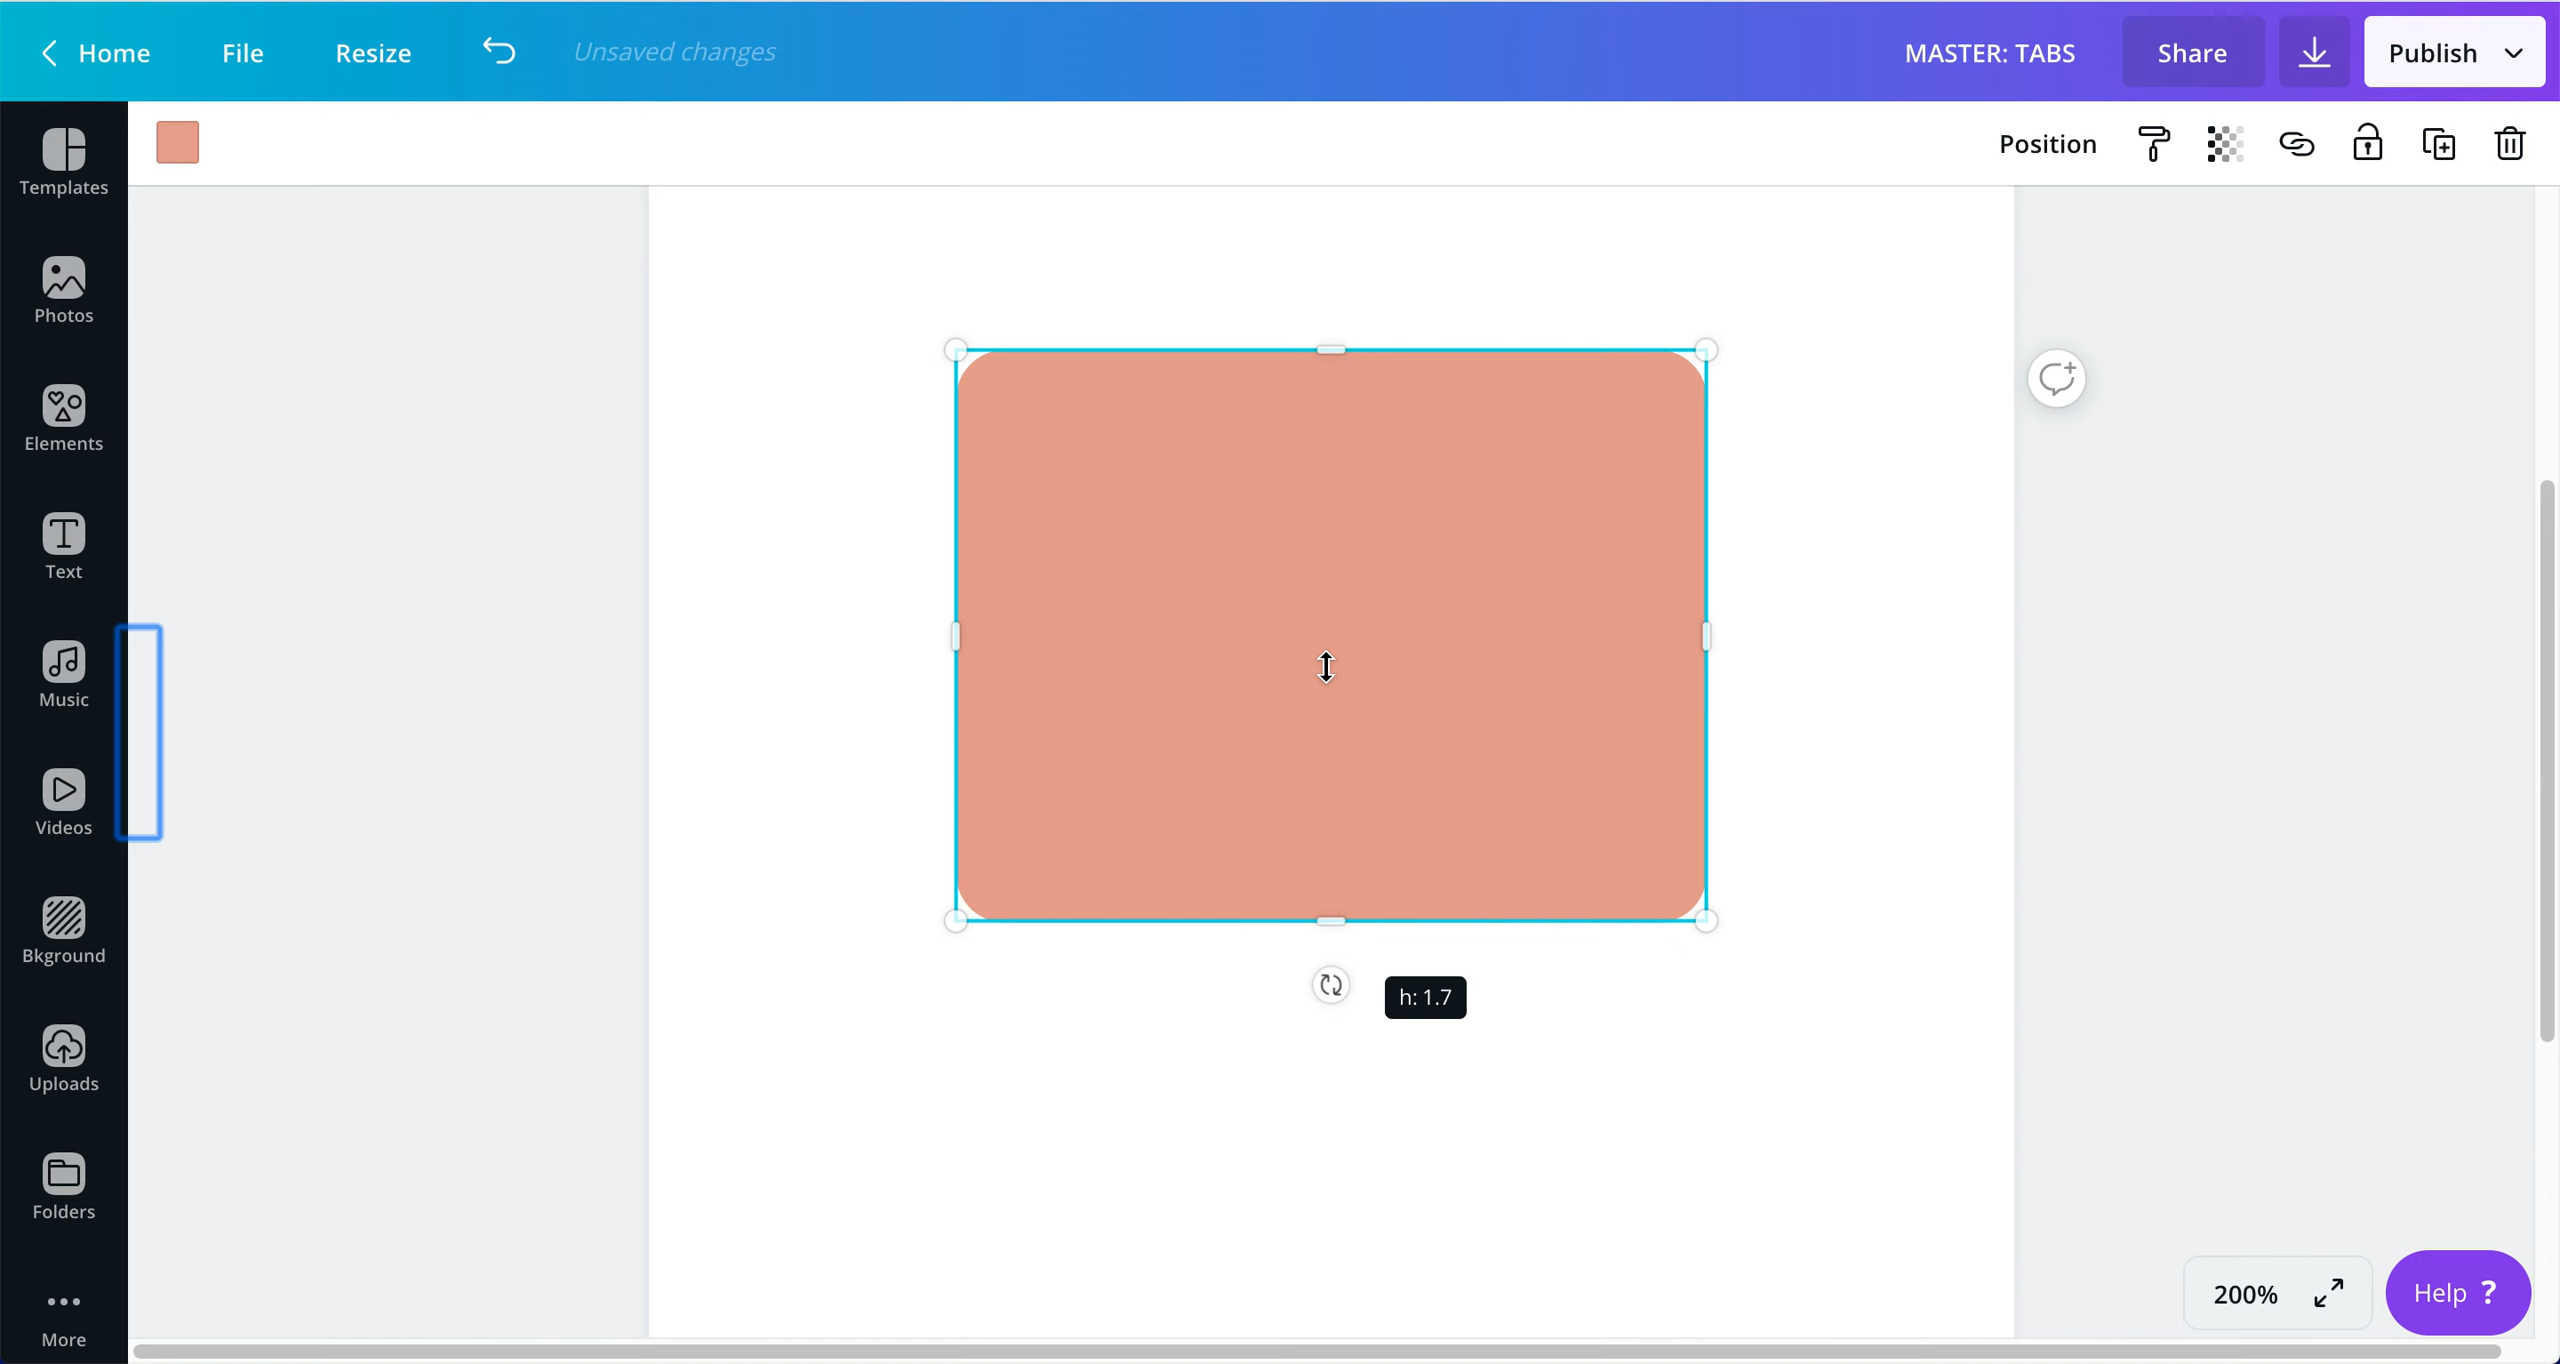 Home File Resize Unsaved changes MASTER: TABS Share Publish
Position
Templates
Photos
Elements
Text
Music
Videos
Bkground
Uploads
Folders
More
h: 1.7
200% Help ?